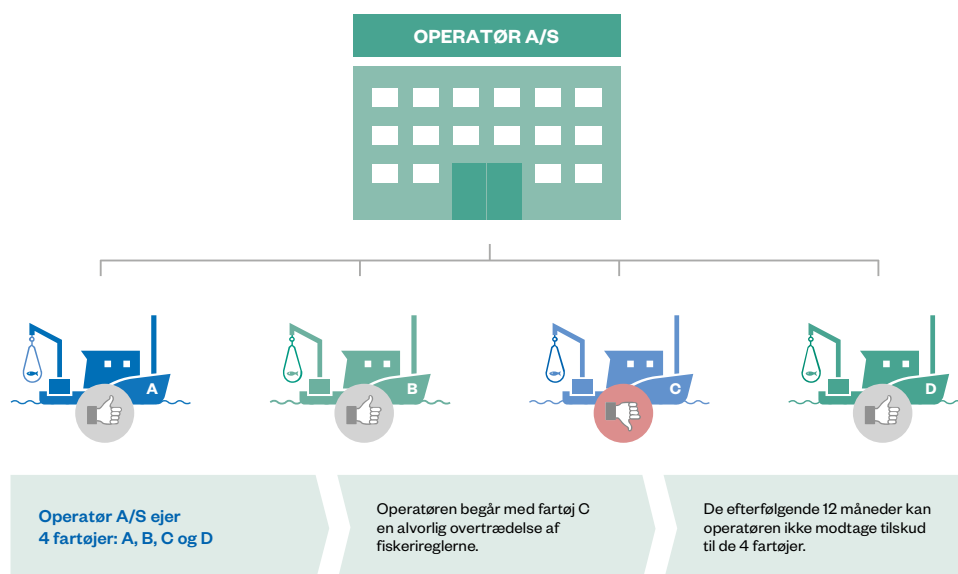 OPERATØR A/S
A
B
C
D
Operatør A/S ejer
4 fartøjer: A, B, C og D
Operatøren begår med fartøj C
en alvorlig overtrædelse af
fiskerireglerne.
De efterfølgende 12 måneder kan
operatøren ikke modtage tilskud
til de 4 fartøjer.